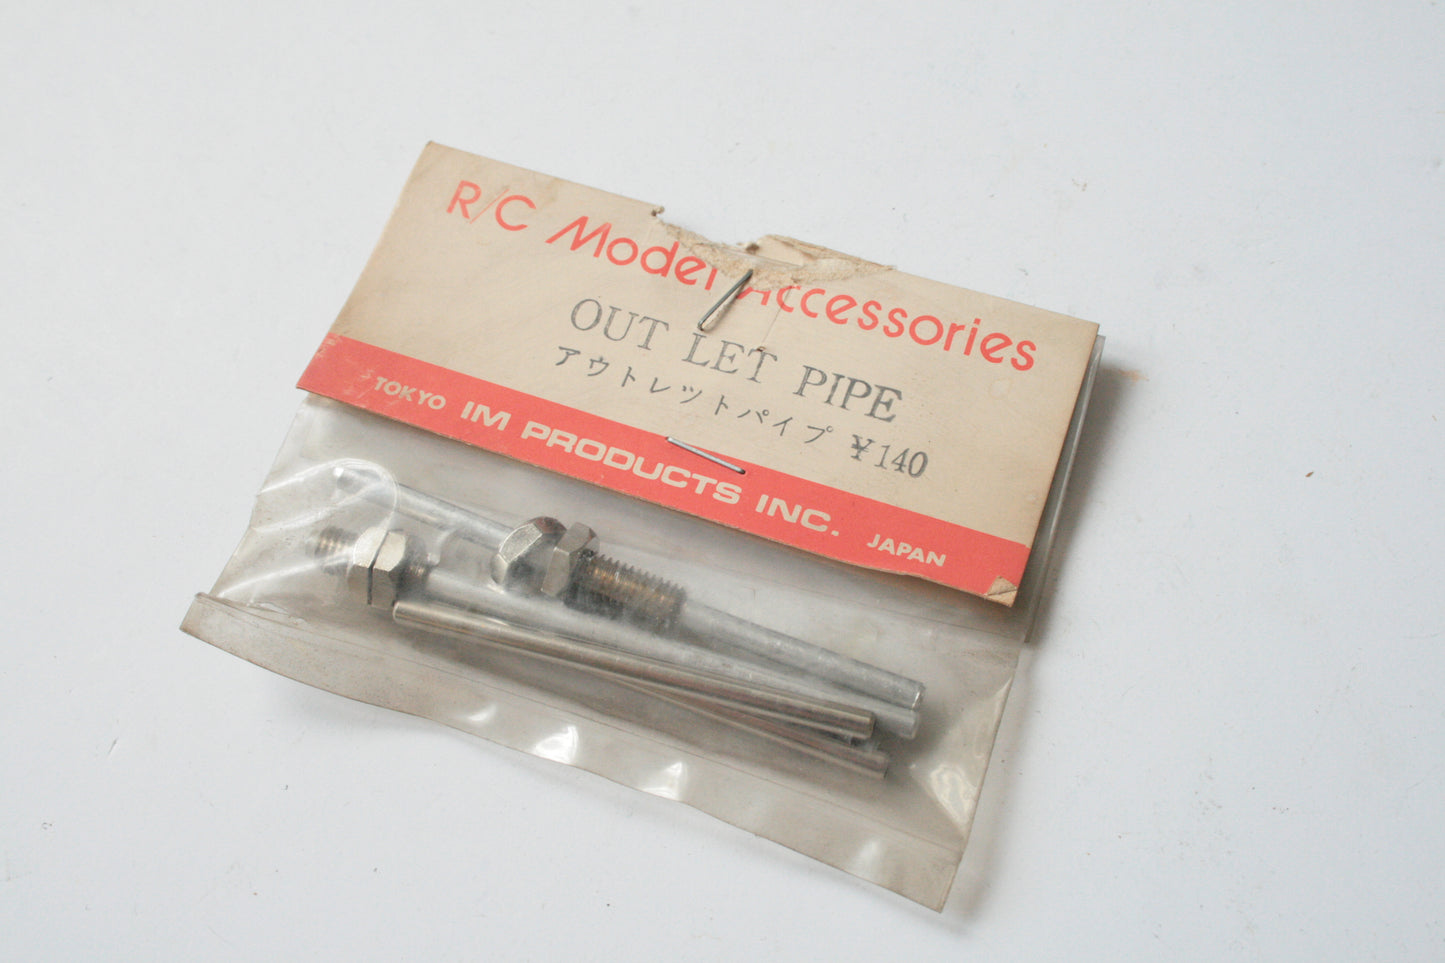 R/C Model Accessories
OUT LET PIPE
アウトレットパイプ ¥140
TOKYO IM PRODUCTS INC. JAPAN